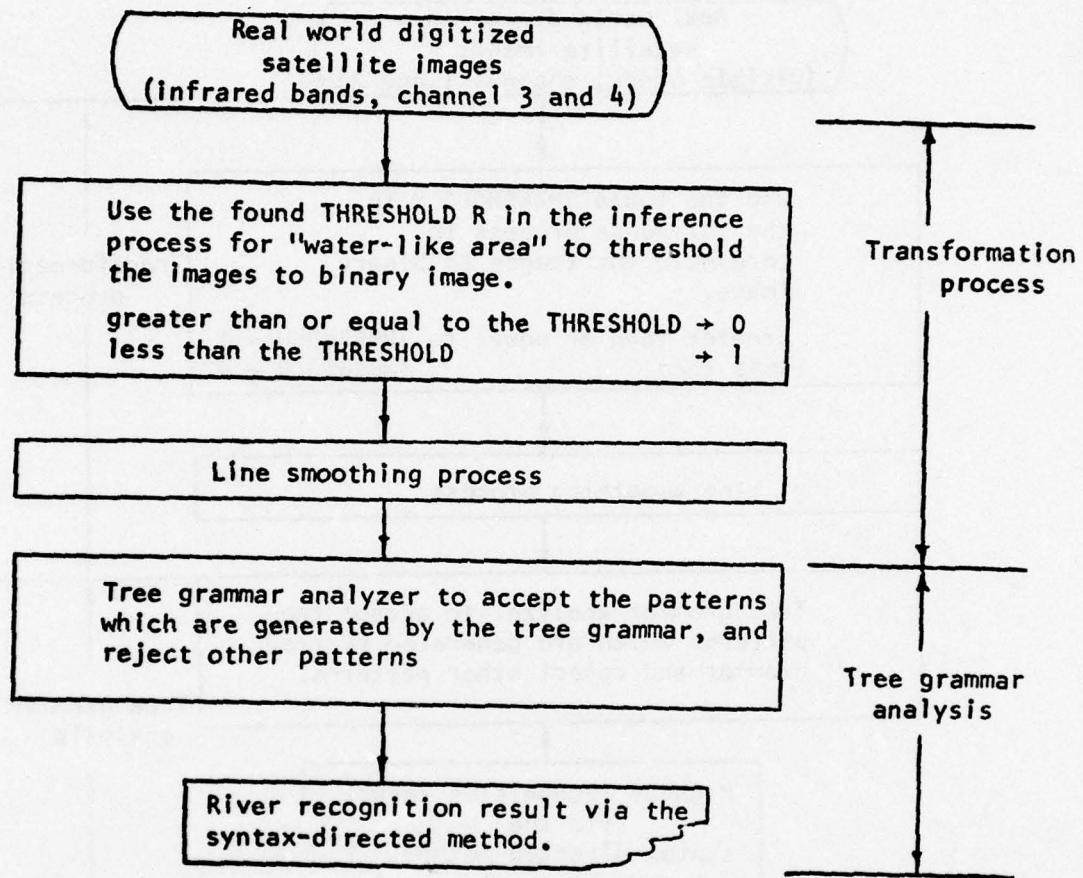 Real world digitized
satellite images
(infrared bands, channel 3 and 4)
Use the found THRESHOLD R in the inference
process for "water-like area" to threshold
the images to binary image.
greater than or equal to the THRESHOLD → 0
less than the THRESHOLD → 1
Transformation
process
Line smoothing process
Tree grammar analyzer to accept the patterns
which are generated by the tree grammar, and
reject other patterns
Tree grammar
analysis
River recognition result via the
syntax-directed method.